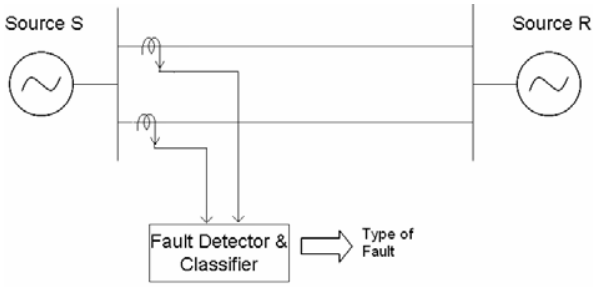 Source S
Source R
Fault Detector &
Classifier
Type of
Fault